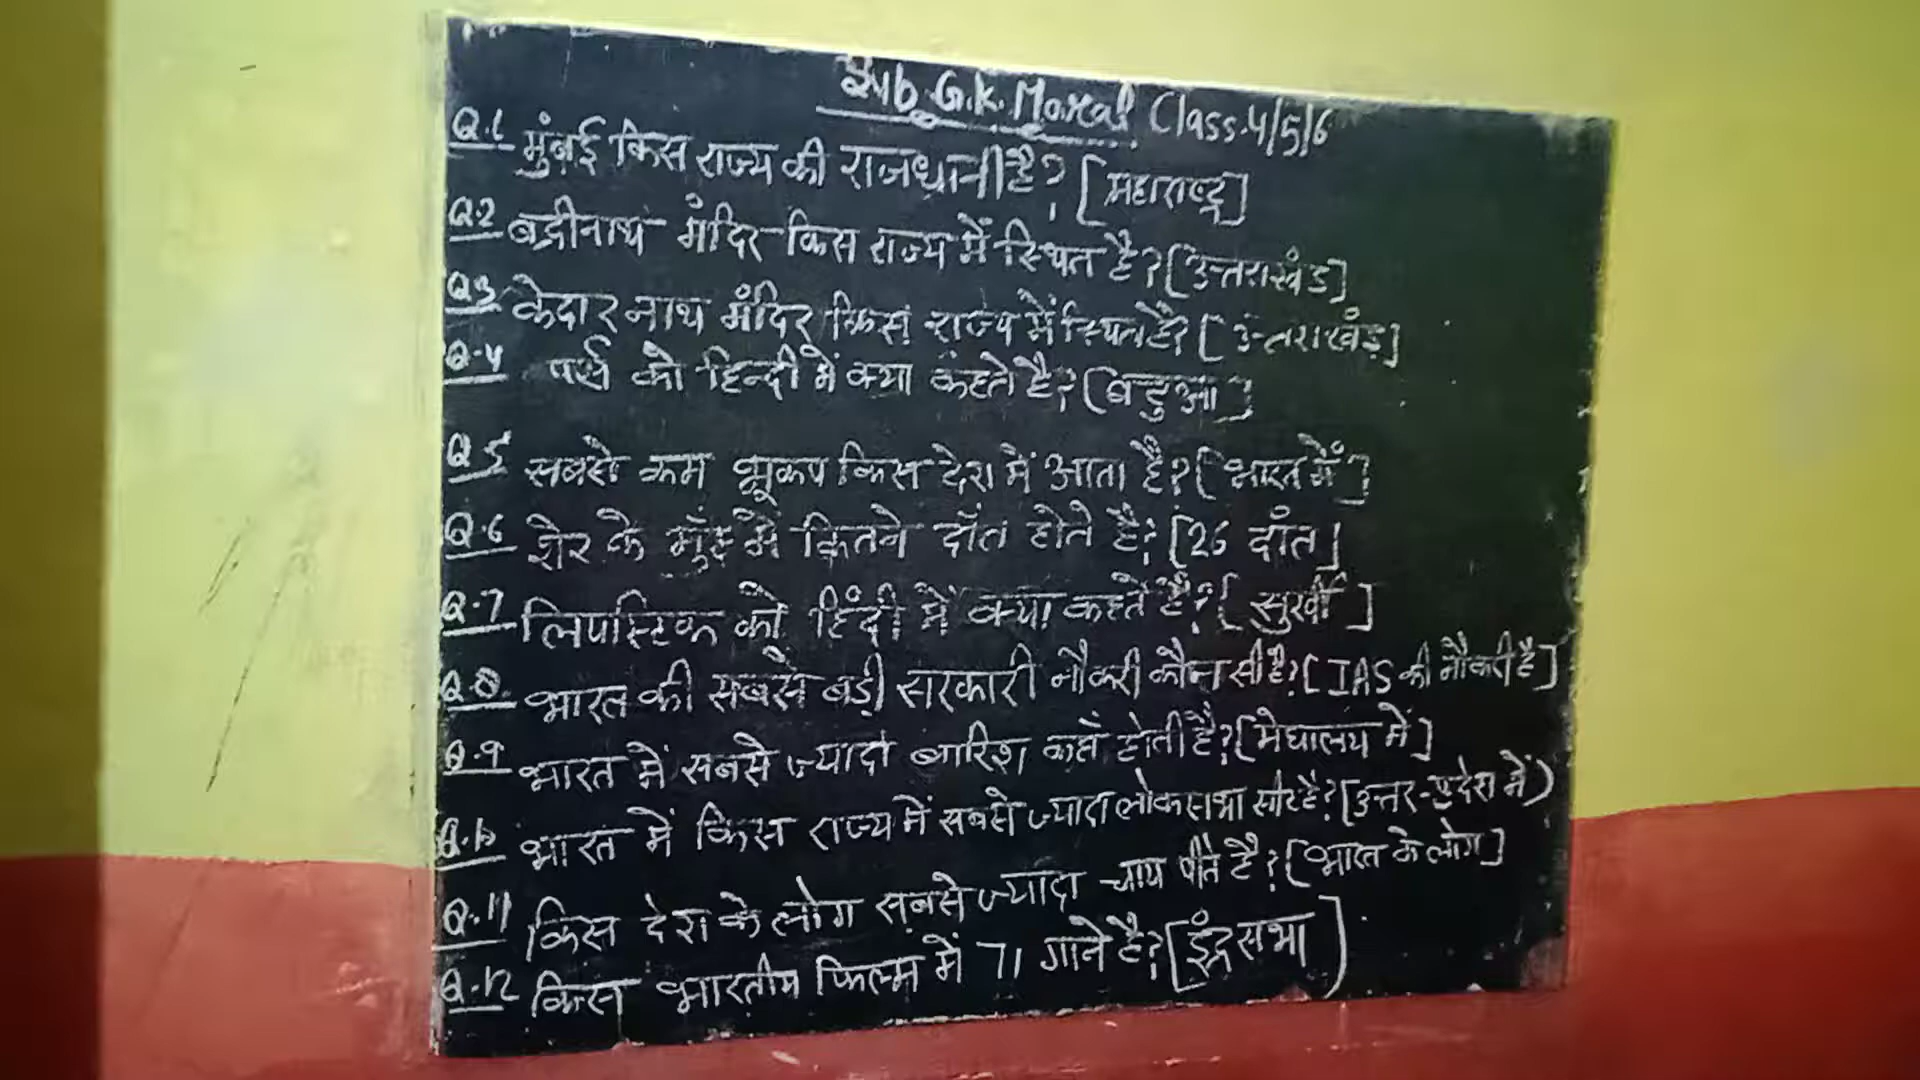 Sub. G.K. Moral Class. 4/5/6
Q.1 मुंबई किस राज्य की राजधानी है? [महाराष्ट्र]
Q.2 बद्रीनाथ मंदिर किस राज्य में स्थित है? [उत्तराखंड]
Q3 केदार नाथ मंदिर किस राज्य में स्थित है? [उत्तराखंड़]
Q.4 पर्स को हिन्दी में क्या कहते है? [बटुआ]
Q5 सबसे कम भूकप किस देश में आता है? [भारत में]
Q.6 शेर के मुँह मे कितने दाँत होते है? [26 दांत]
Q.7 लिपस्टिक को हिंदी में क्या कहते है? [सुर्खी]
Q.8. भारत की सबसे बड़ी सरकारी नौकरी कौन सी है? [IAS की नौकरी है]
Q.9 भारत में सबसे ज्यादा बारिश कहाँ होती है? [मेघालय में]
Q.10 भारत में किस राज्य में सबसे ज्यादा लोकसभा सीट है? [उत्तर-प्रदेश में)
Q.11 किस देश के लोग सबसे ज्यादा चाय पीते है? [भारत के लोग]
Q.12 किस भारतीय फिल्म में 71 गाने है? [इंद्रसभा]